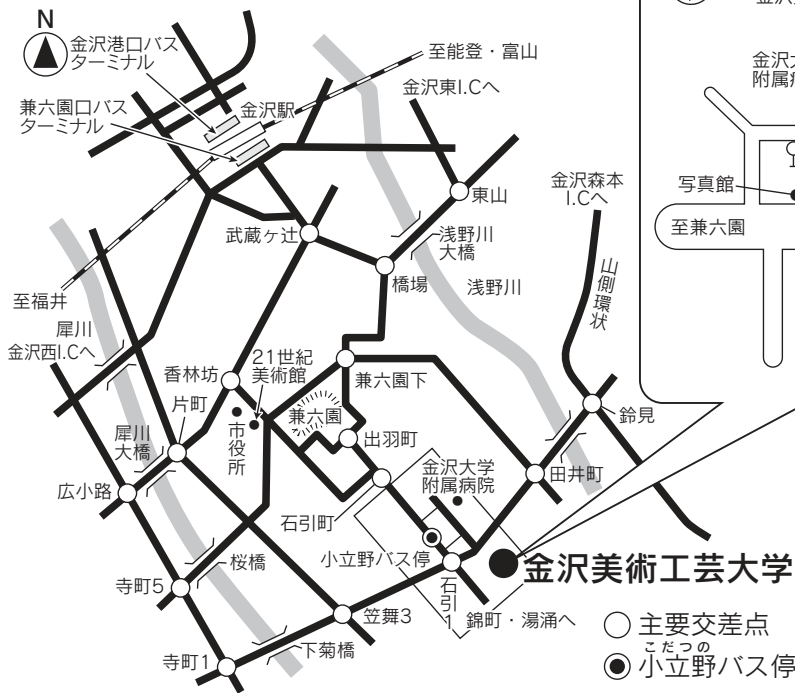 N
金沢港口バス
ターミナル
兼六園口バス
ターミナル
金沢駅
至能登・富山
金沢東I.Cへ
東山
金沢森本
I.Cへ
武蔵ヶ辻
浅野川
大橋
橋場
浅野川
山側環状
至福井
犀川
金沢西I.Cへ
香林坊
21世紀
美術館
兼六園下
片町
兼六園
市役所
出羽町
鈴見
犀川
大橋
金沢大学
附属病院
田井町
広小路
石引町
小立野バス停
桜橋
石引1
金沢美術工芸大学
寺町5
笠舞3
錦町・湯涌へ
下菊橋
寺町1
主要交差点
こだつの
小立野バス停
写真館
至兼六園